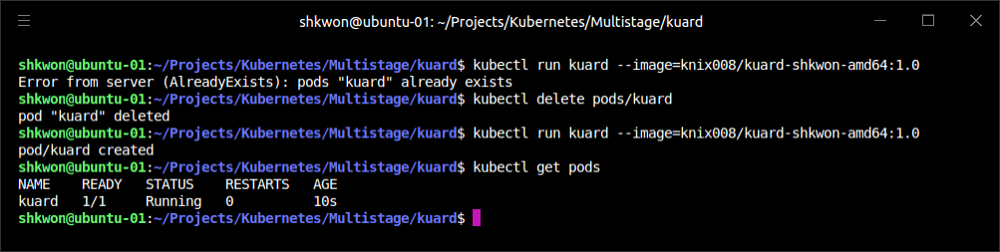 shkwon@ubuntu-01: ~/Projects/Kubernetes/Multistage/kuard
shkwon@ubuntu-01:~/Projects/Kubernetes/Multistage/kuard$ kubectl run kuard --image=knix008/kuard-shkwon-amd64:1.0
Error from server (AlreadyExists): pods "kuard" already exists
shkwon@ubuntu-01:~/Projects/Kubernetes/Multistage/kuard$ kubectl delete pods/kuard
pod "kuard" deleted
shkwon@ubuntu-01:~/Projects/Kubernetes/Multistage/kuard$ kubectl run kuard --image=knix008/kuard-shkwon-amd64:1.0
pod/kuard created
shkwon@ubuntu-01:~/Projects/Kubernetes/Multistage/kuard$ kubectl get pods
NAME    READY   STATUS    RESTARTS   AGE
kuard   1/1     Running   0          10s
shkwon@ubuntu-01:~/Projects/Kubernetes/Multistage/kuard$